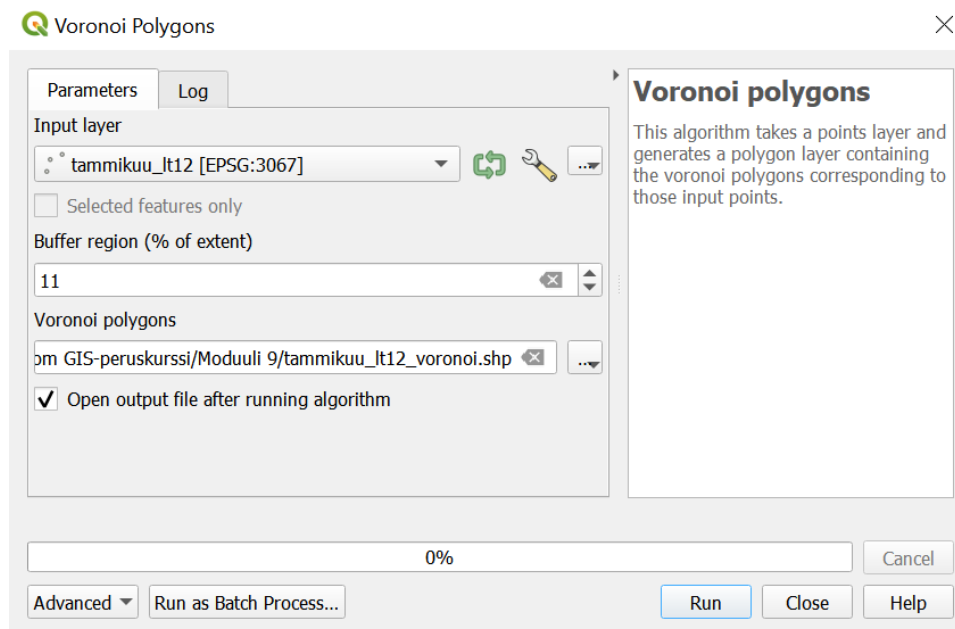 Voronoi Polygons
Parameters
Log
Input layer
tammikuu_lt12 [EPSG:3067]
Selected features only
Buffer region (% of extent)
11
Voronoi polygons
om GIS-peruskurssi/Moduuli 9/tammikuu_lt12_voronoi.shp
Open output file after running algorithm
Voronoi polygons
This algorithm takes a points layer and
generates a polygon layer containing
the voronoi polygons corresponding to
those input points.
0%
Cancel
Advanced
Run as Batch Process...
Run
Close
Help